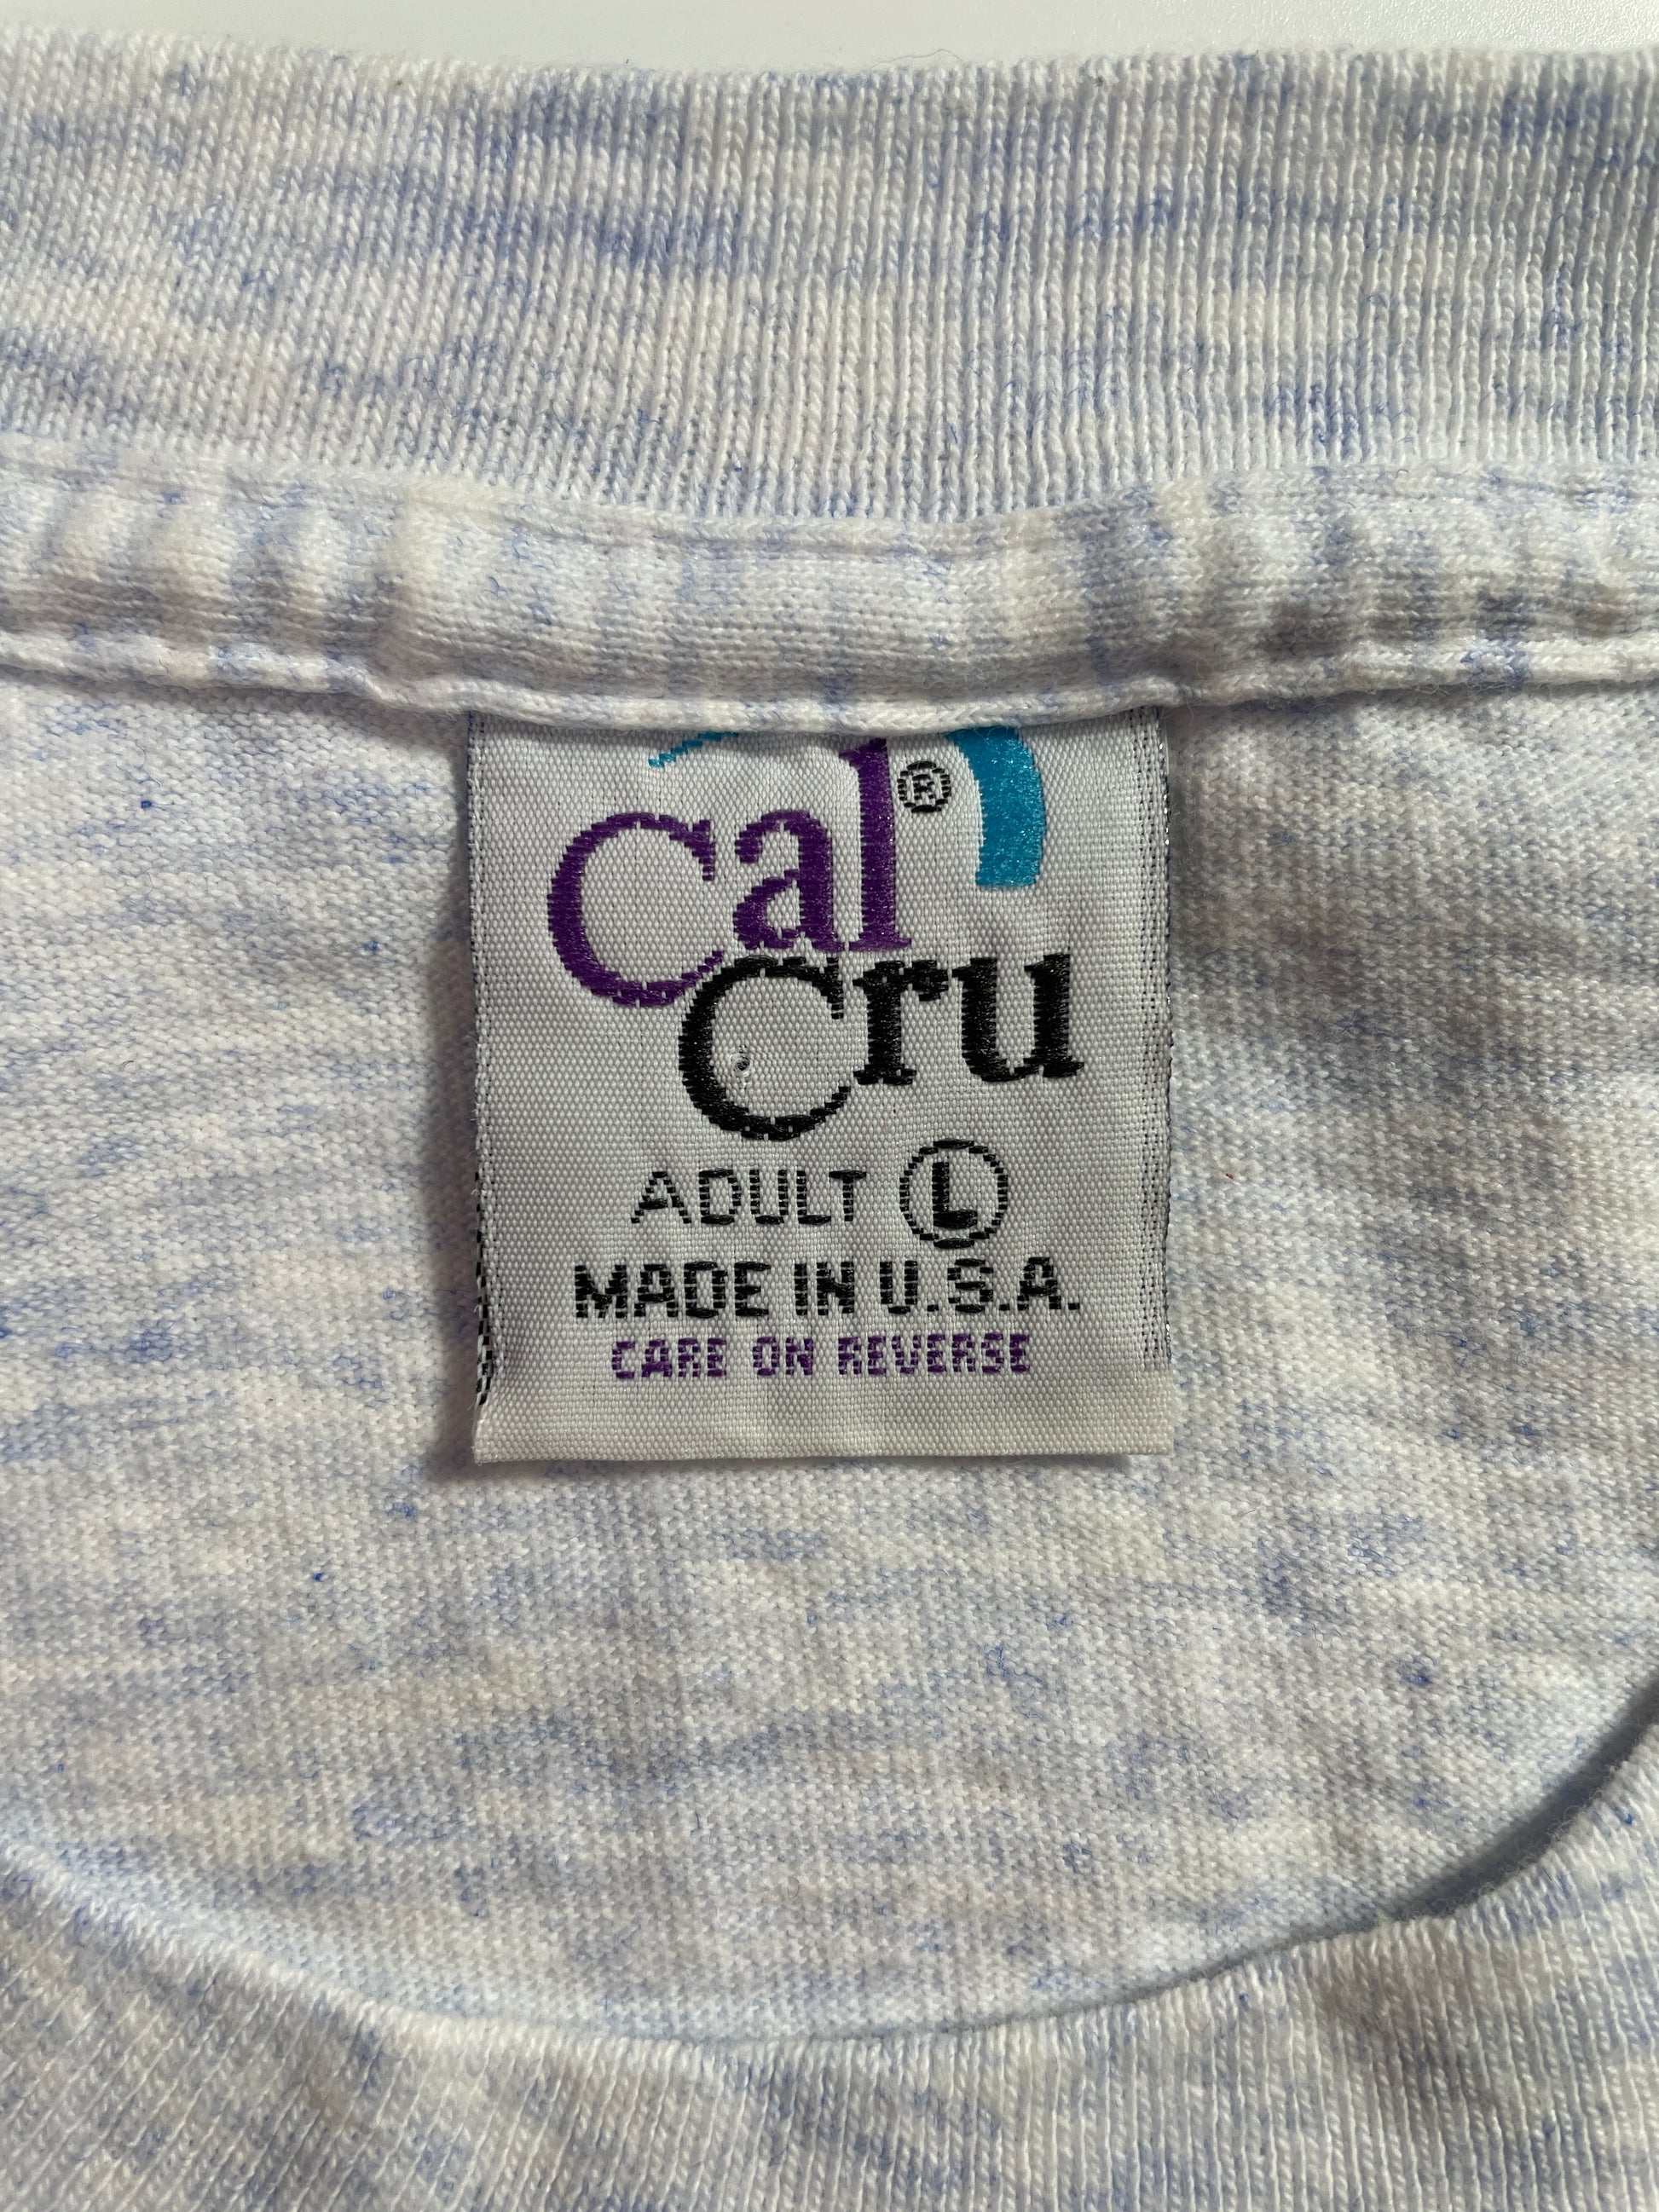 Cal®
Cru
ADULT L
MADE IN U.S.A.
CARE ON REVERSE